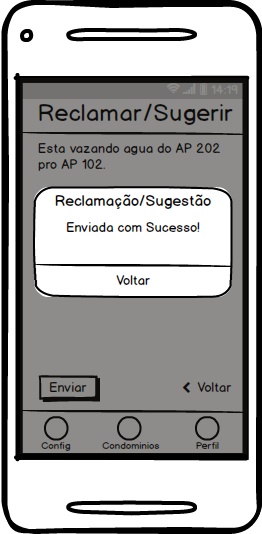 14:19
Reclamar/Sugerir
Esta vazando agua do AP 202
pro AP 102.
Reclamação/Sugestão
Enviada com Sucesso!
Voltar
Enviar
Voltar
Config
Condominios
Perfil